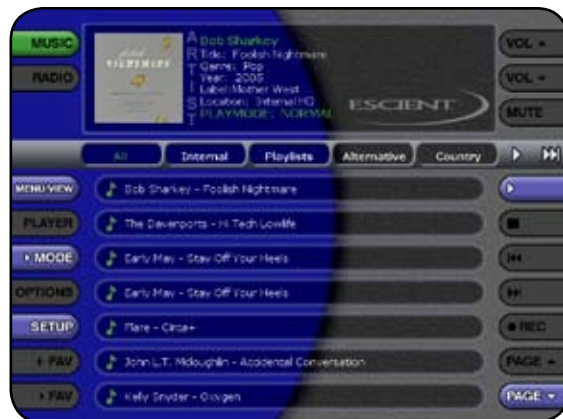 MUSIC
RADIO
NIGHTMARE
ARTIST
Bob Sharkey
Title: Foolish Nightmare
Genre: Pop
Year: 2005
Label: Mother West
Location: Internal HD
PLAYMODE: NORMAL
ESCIENT
VOL
VOL
MUTE
All Internal Playlists Alternative Country
MENU/VIEW
Bob Sharkey - Foolish Nightmare
PLAYER
The Davenports - Hi Tech Lowlife
MODE
Early May - Stay Off Your Heels
OPTIONS
Early May - Stay Off Your Heels
SETUP
Flare - Circa+
REC
+ FAV
John L.T. Mcloughlin - Accidental Conversation
PAGE
FAV
Kelly Snyder - Oxygen
PAGE